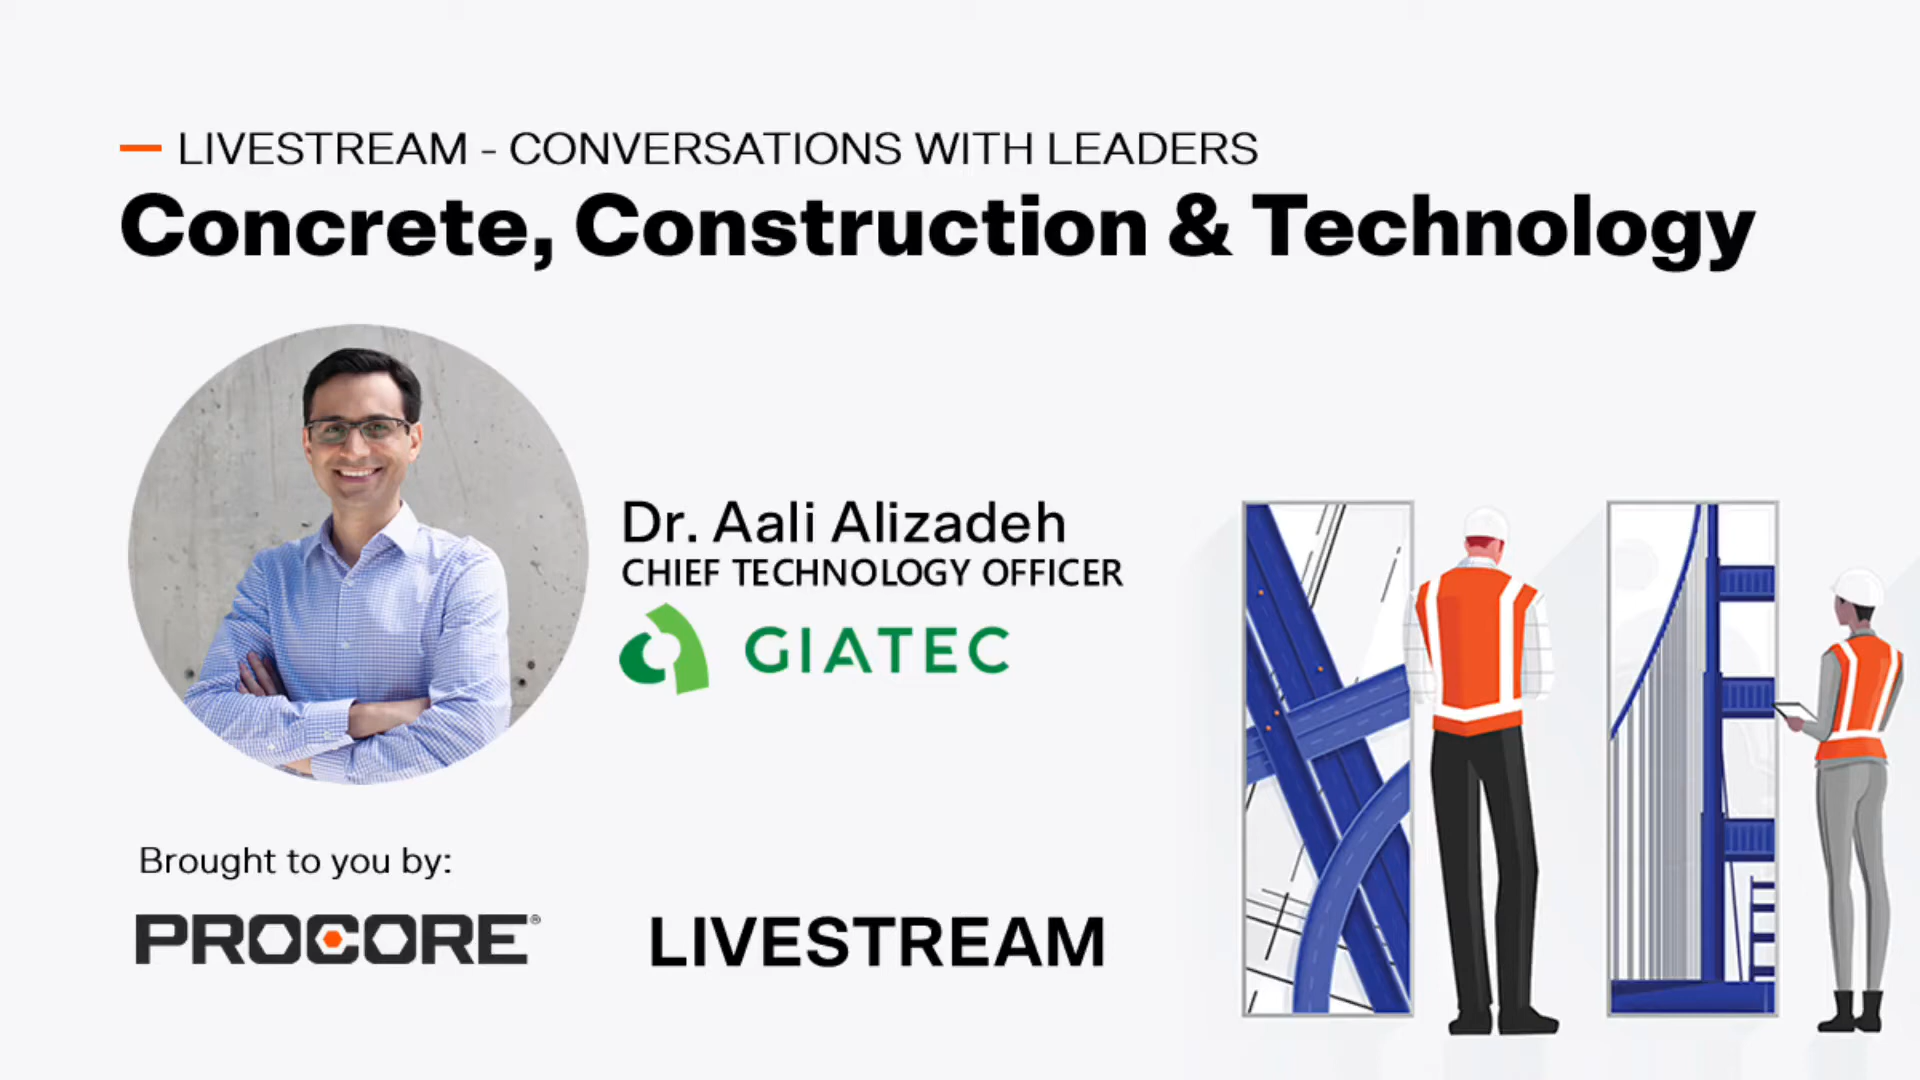 LIVESTREAM - CONVERSATIONS WITH LEADERS
Concrete, Construction & Technology
Dr. Aali Alizadeh
CHIEF TECHNOLOGY OFFICER
GIATEC
Brought to you by:
PROCORE®
LIVESTREAM